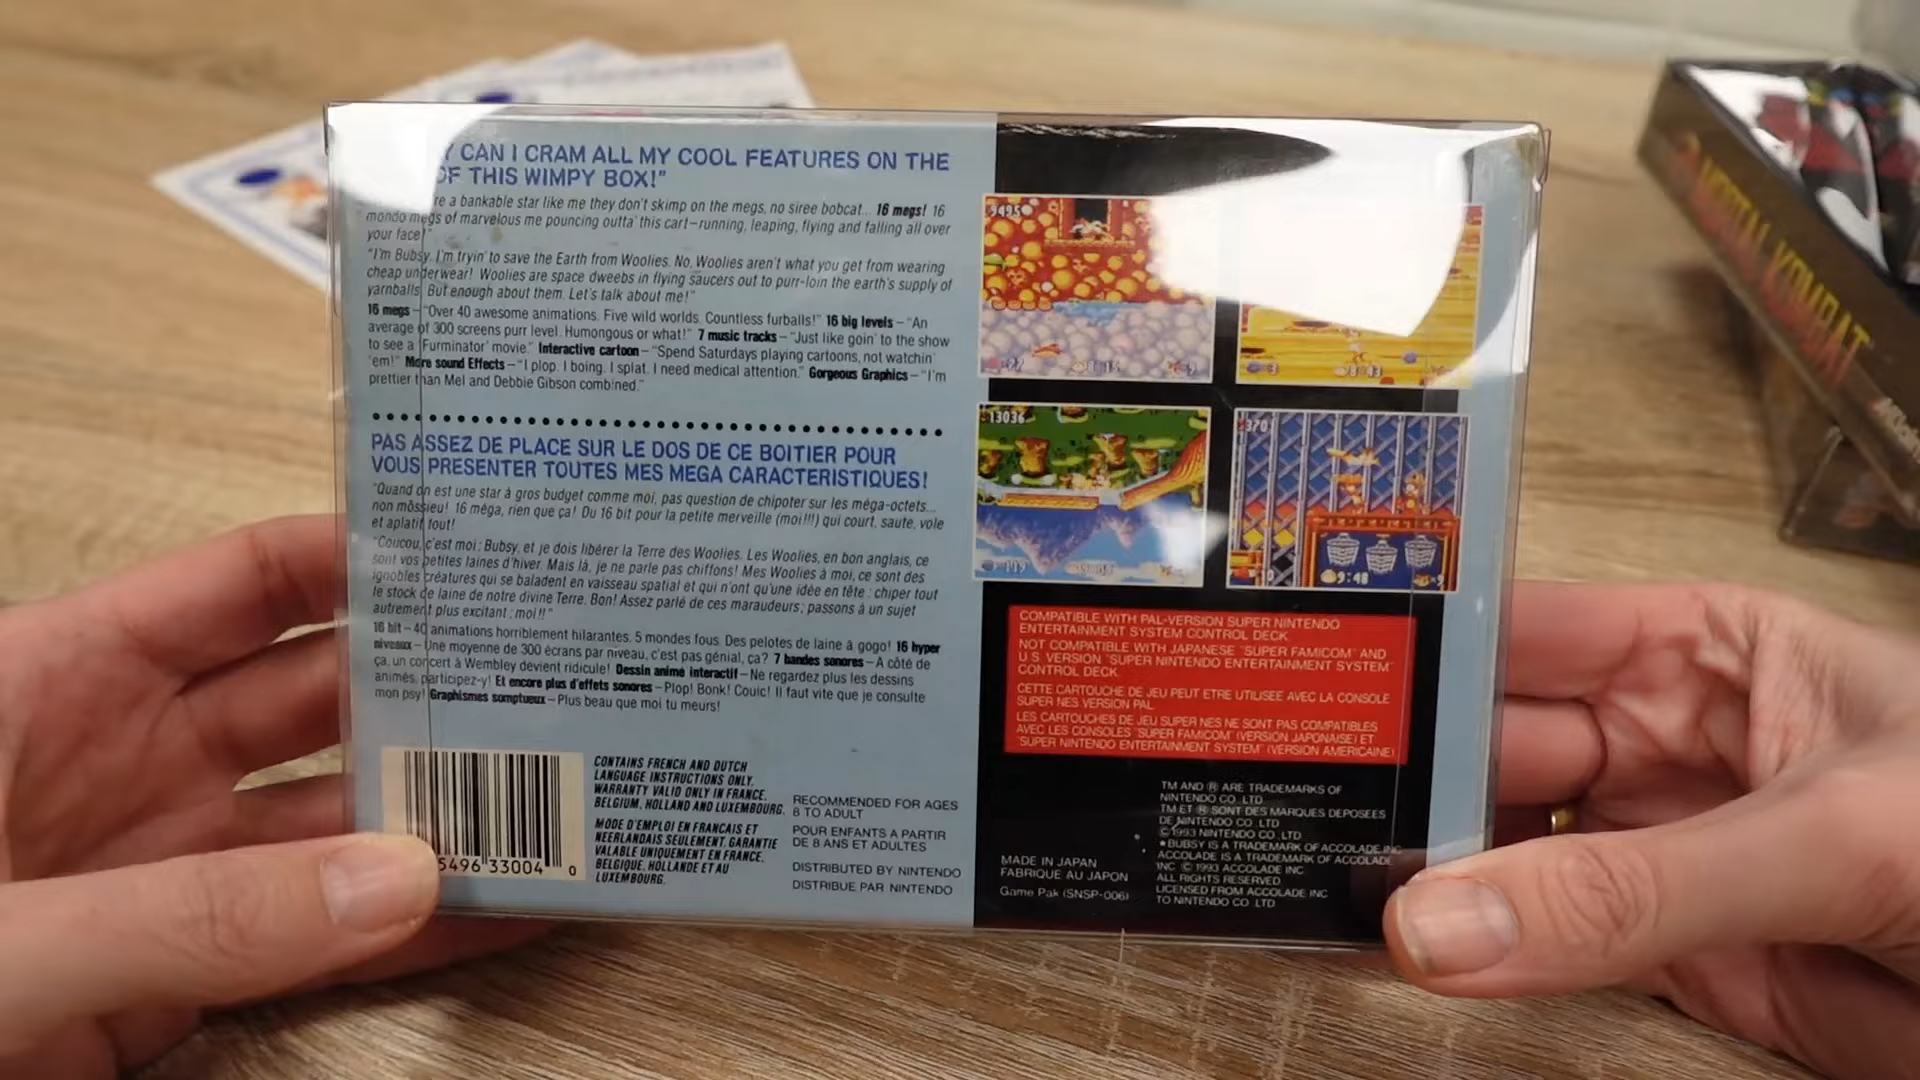 CAN I CRAM ALL MY COOL FEATURES ON THE
OF THIS WIMPY BOX!"
re a bankable star like me they don't skimp on the megs, no siree bobcat... 16 megs! 16
mondo megs of marvelous me pouncing outta' this cart–running, leaping, flying and falling all over
your face!"
"I'm Bubsy. I'm tryin' to save the Earth from Woolies. No, Woolies aren't what you get from wearing
cheap underwear! Woolies are space dweebs in flying saucers out to purr-loin the earth's supply of
yarnballs. But enough about them. Let's talk about me!"
16 megs – "Over 40 awesome animations. Five wild worlds. Countless furballs!" 16 big levels – "An
average of 300 screens purr level. Humongous or what!" 7 music tracks – "Just like goin' to the show
to see a 'Furminator' movie." Interactive cartoon – "Spend Saturdays playing cartoons, not watchin'
'em!" More sound Effects – "I plop. I boing. I splat. I need medical attention." Gorgeous Graphics – "I'm
prettier than Mel and Debbie Gibson combined."
PAS ASSEZ DE PLACE SUR LE DOS DE CE BOITIER POUR
VOUS PRESENTER TOUTES MES MEGA CARACTERISTIQUES!
"Quand on est une star à gros budget comme moi, pas question de chipoter sur les méga-octets...
non môssieu! 16 méga, rien que ça! Du 16 bit pour la petite merveille (moi!!!) qui court, saute, vole
et aplatit tout!
"Coucou, c'est moi: Bubsy, et je dois libérer la Terre des Woolies. Les Woolies, en bon anglais, ce
sont vos petites laines d'hiver. Mais là, je ne parle pas chiffons! Mes Woolies à moi, ce sont des
ignobles créatures qui se baladent en vaisseau spatial et qui n'ont qu'une idée en tête : chiper tout
le stock de laine de notre divine Terre. Bon! Assez parlé de ces maraudeurs; passons à un sujet
autrement plus excitant : moi!!"
16 bit – 40 animations horriblement hilarantes. 5 mondes fous. Des pelotes de laine à gogo! 16 hyper
niveaux – Une moyenne de 300 écrans par niveau, c'est pas génial, ça? 7 bandes sonores – A côté de
ça, un concert à Wembley devient ridicule! Dessin animé interactif – Ne regardez plus les dessins
animés, participez-y! Et encore plus d'effets sonores – Plop! Bonk! Couic! Il faut vite que je consulte
mon psy! Graphismes somptueux – Plus beau que moi tu meurs!
5496 33004 0
CONTAINS FRENCH AND DUTCH
LANGUAGE INSTRUCTIONS ONLY.
WARRANTY VALID ONLY IN FRANCE,
BELGIUM, HOLLAND AND LUXEMBOURG.
MODE D'EMPLOI EN FRANCAIS ET
NEERLANDAIS SEULEMENT. GARANTIE
VALABLE UNIQUEMENT EN FRANCE,
BELGIQUE, HOLLANDE ET AU
LUXEMBOURG.
RECOMMENDED FOR AGES
8 TO ADULT
POUR ENFANTS A PARTIR
DE 8 ANS ET ADULTES
DISTRIBUTED BY NINTENDO
DISTRIBUE PAR NINTENDO
9495
13036
370
9:48
COMPATIBLE WITH PAL-VERSION SUPER NINTENDO
ENTERTAINMENT SYSTEM CONTROL DECK.
NOT COMPATIBLE WITH JAPANESE "SUPER FAMICOM" AND
U.S. VERSION "SUPER NINTENDO ENTERTAINMENT SYSTEM"
CONTROL DECK.
CETTE CARTOUCHE DE JEU PEUT ETRE UTILISEE AVEC LA CONSOLE
SUPER NES VERSION PAL.
LES CARTOUCHES DE JEU SUPER NES NE SONT PAS COMPATIBLES
AVEC LES CONSOLES "SUPER FAMICOM" (VERSION JAPONAISE) ET
"SUPER NINTENDO ENTERTAINMENT SYSTEM" (VERSION AMERICAINE)
MADE IN JAPAN
FABRIQUE AU JAPON
Game Pak (SNSP-006)
TM AND ® ARE TRADEMARKS OF
NINTENDO CO. LTD
TM ET ® SONT DES MARQUES DEPOSEES
DE NINTENDO CO. LTD
© 1993 NINTENDO CO. LTD
★BUBSY IS A TRADEMARK OF ACCOLADE, INC
ACCOLADE IS A TRADEMARK OF ACCOLADE,
INC. © 1993 ACCOLADE INC.
ALL RIGHTS RESERVED
LICENSED FROM ACCOLADE INC
TO NINTENDO CO. LTD
MORTAL KOMBAT